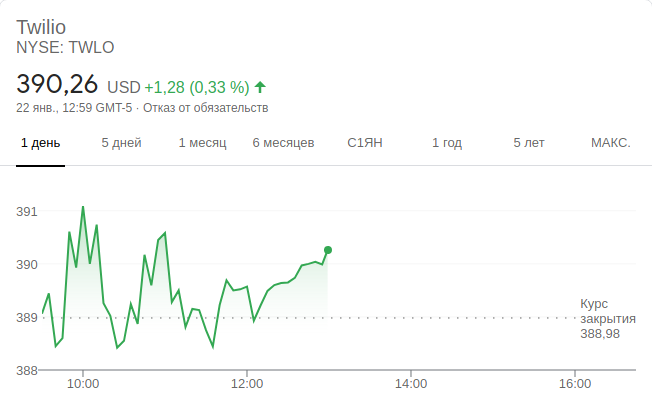 Twilio
NYSE: TWLO
390,26 USD +1,28 (0,33 %)
22 янв., 12:59 GMT-5 · Отказ от обязательств
1 день 5 дней 1 месяц 6 месяцев С1ЯН 1 год 5 лет МАКС.
391
390
389
388
Курс
закрытия
388,98
10:00 12:00 14:00 16:00